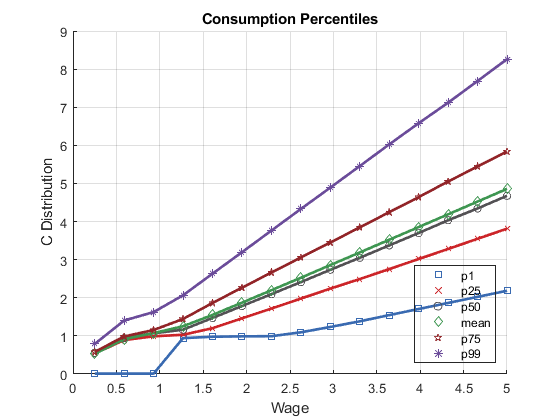 Consumption Percentiles
9
8
7
6
5
4
3
2
1
0
C Distribution
0 0.5 1 1.5 2 2.5 3 3.5 4 4.5 5
Wage
p1
p25
p50
mean
p75
p99